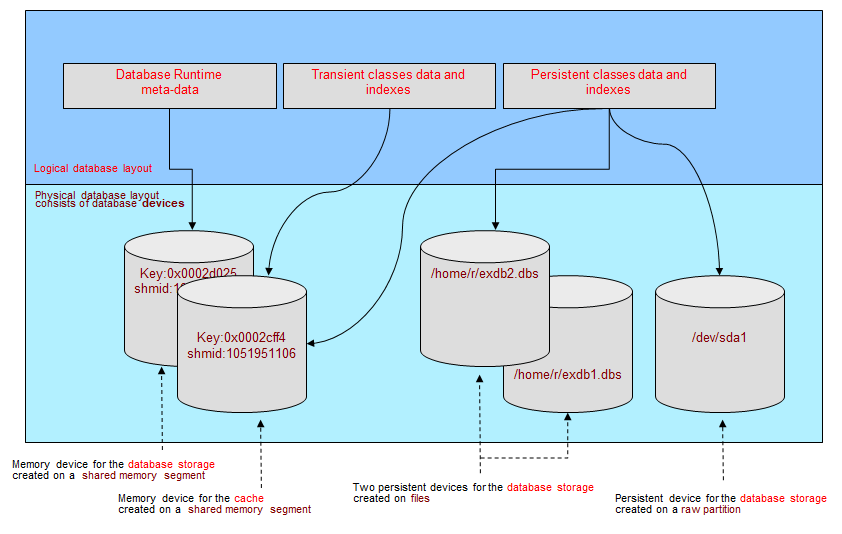 Database Runtime
meta-data
Transient classes data and
indexes
Persistent classes data and
indexes
Logical database layout
Physical database layout
consists of database devices
Key:0x0002d025
Key:0x0002cff4
shmid:1051951106
/home/r/exdb2.dbs
/home/r/exdb1.dbs
/dev/sda1
Memory device for the database storage
created on a shared memory segment
Memory device for the cache
created on a shared memory segment
Two persistent devices for the database storage
created on files
Persistent device for the database storage
created on a raw partition